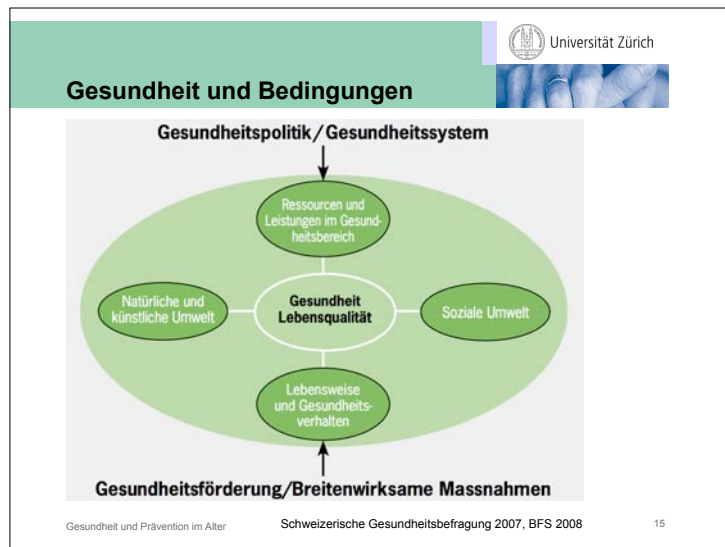 Universität Zürich
Gesundheit und Bedingungen
Gesundheitspolitik/Gesundheitssystem
Ressourcen und
Leistungen im Gesund-
heitsbereich
Natürliche und
künstliche Umwelt
Gesundheit
Lebensqualität
Soziale Umwelt
Lebensweise
und Gesundheits-
verhalten
Gesundheitsförderung/Breitenwirksame Massnahmen
Gesundheit und Prävention im Alter
Schweizerische Gesundheitsbefragung 2007, BFS 2008
15